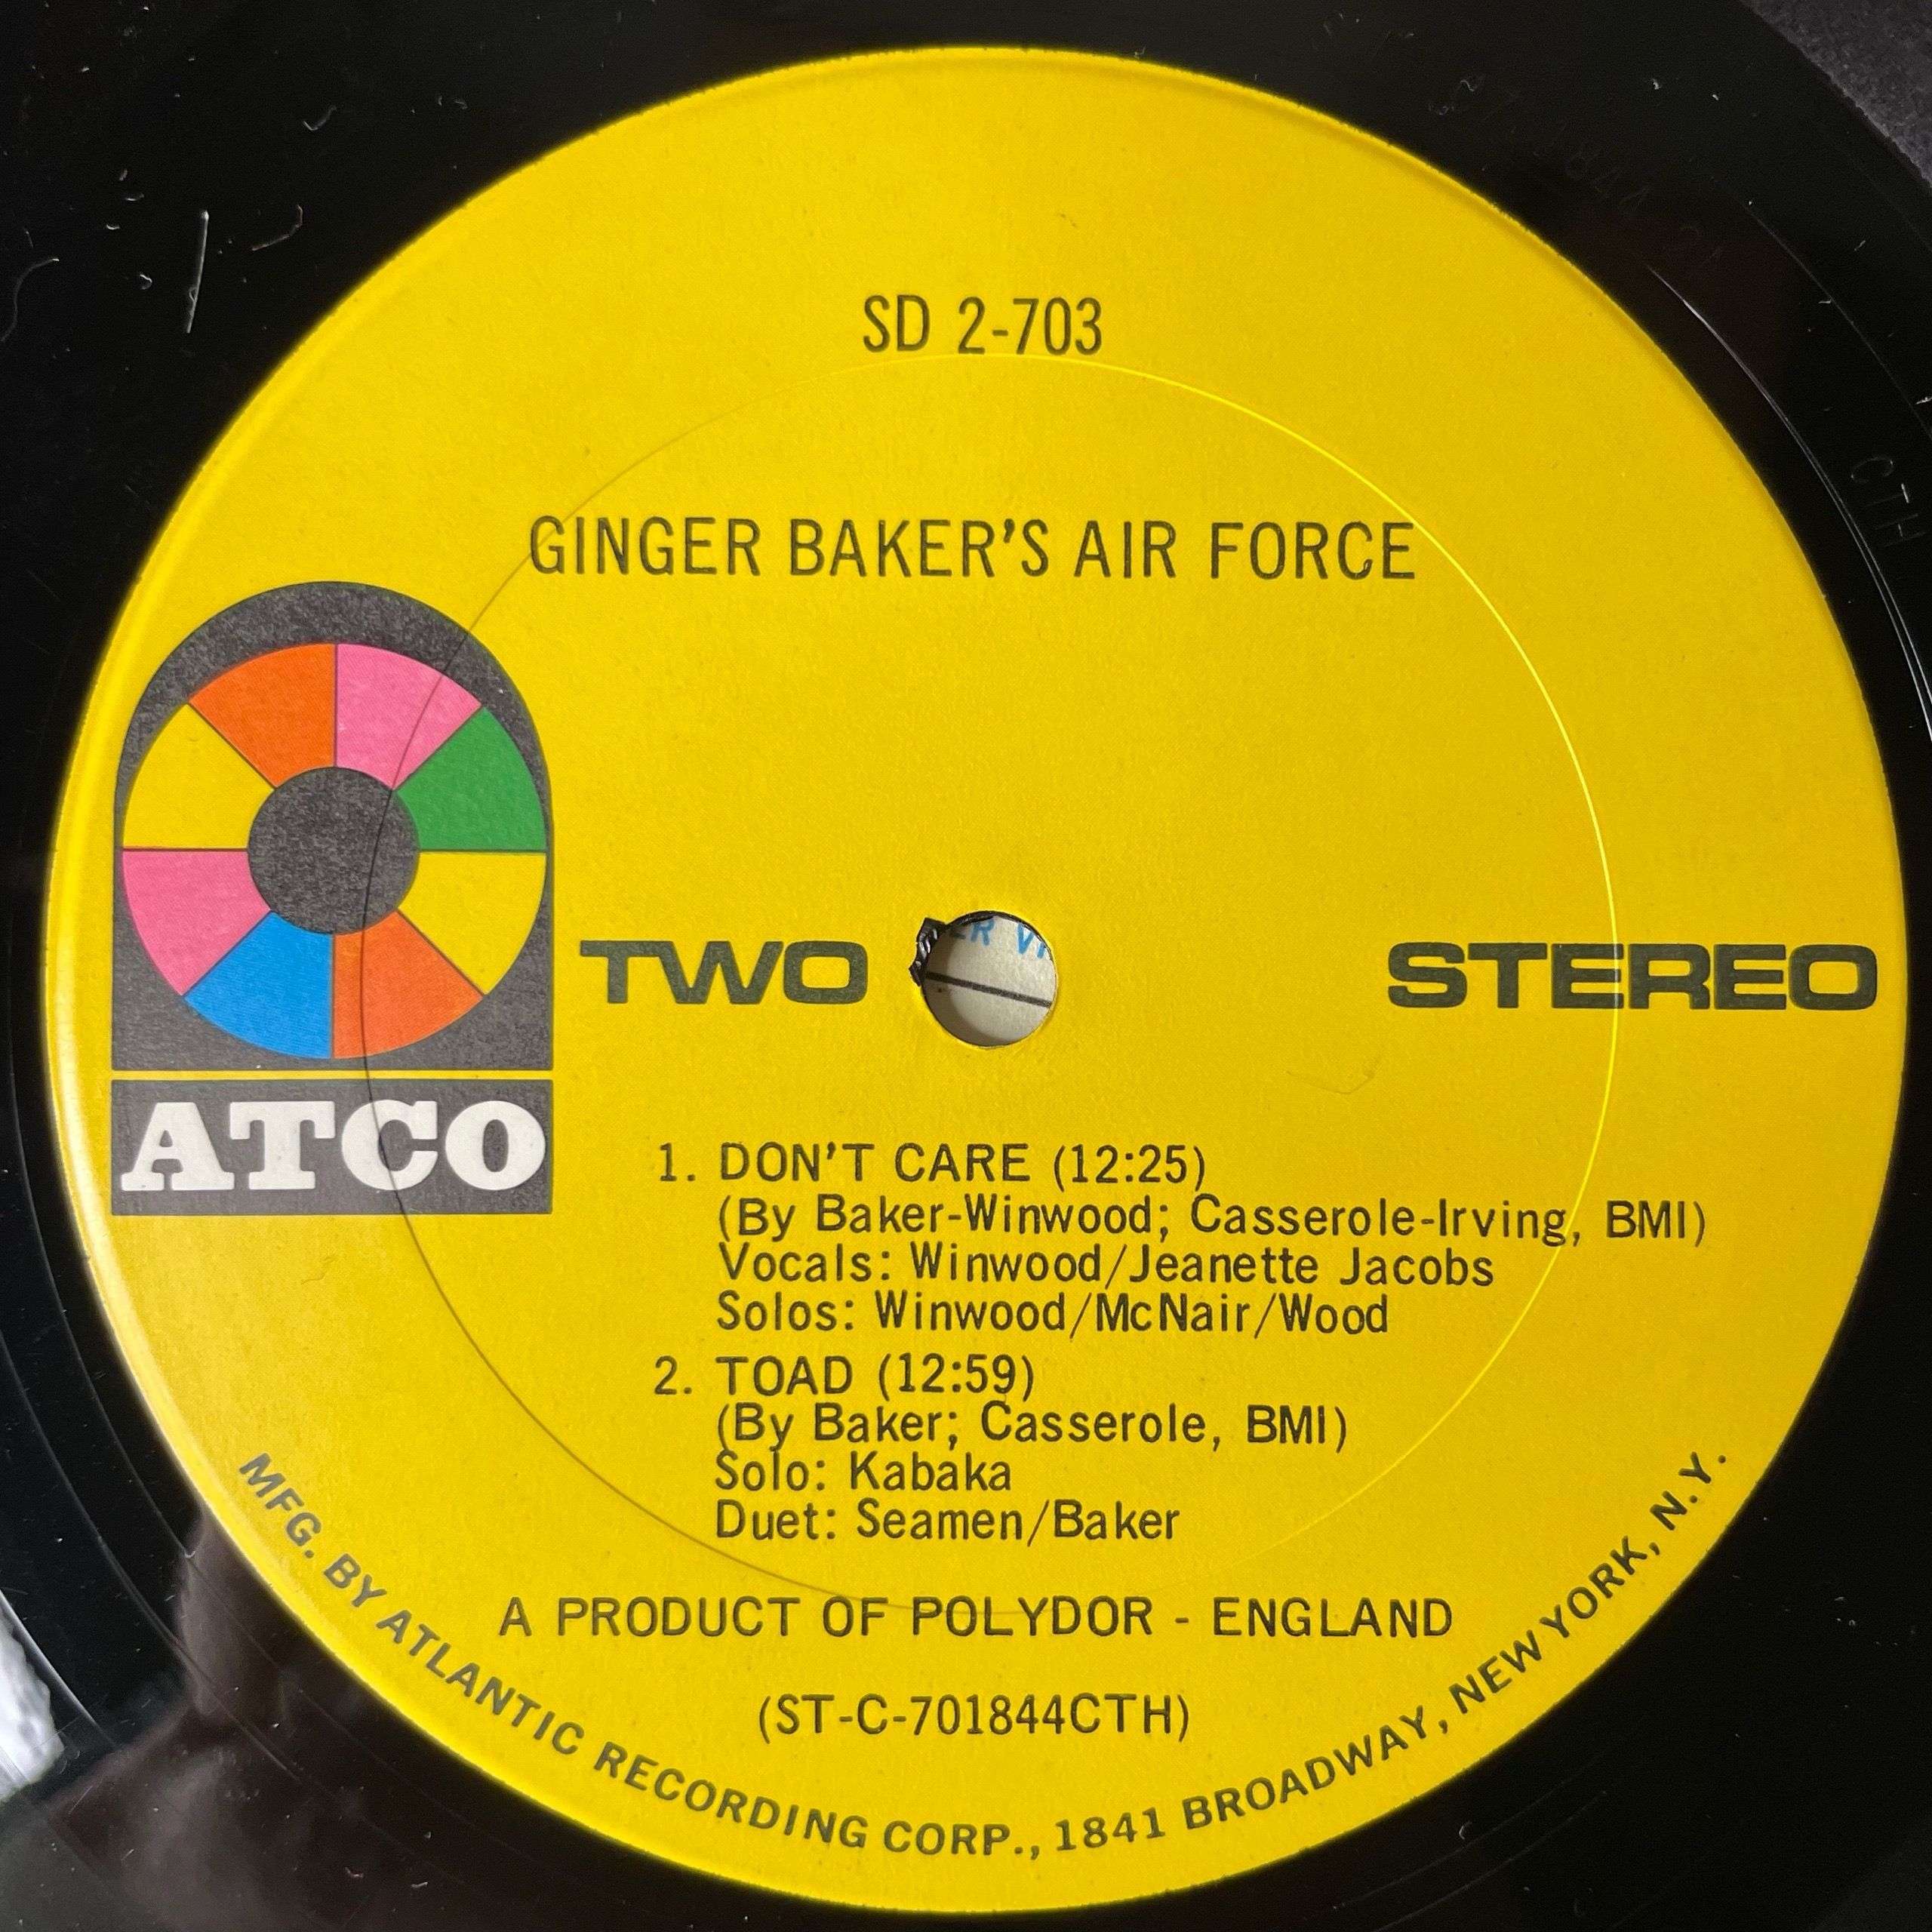 SD 2-703
GINGER BAKER'S AIR FORCE
ATCO
TWO
STEREO
1. DON'T CARE (12:25)
(By Baker-Winwood; Casserole-Irving, BMI)
Vocals: Winwood/Jeanette Jacobs
Solos: Winwood/McNair/Wood
2. TOAD (12:59)
(By Baker; Casserole, BMI)
Solo: Kabaka
Duet: Seamen/Baker
A PRODUCT OF POLYDOR - ENGLAND
(ST-C-701844CTH)
MFG. BY ATLANTIC RECORDING CORP., 1841 BROADWAY, NEW YORK, N.Y.
CTH